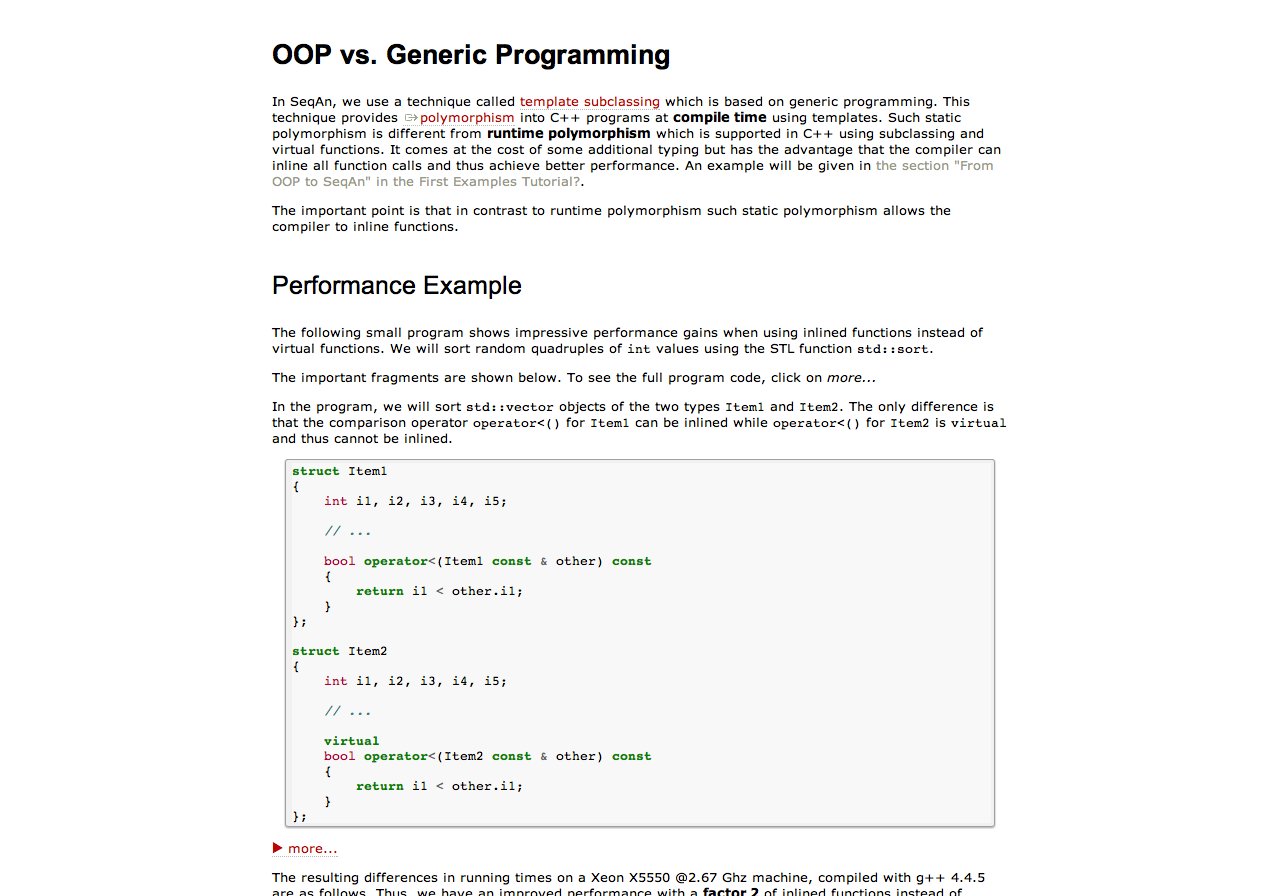 OOP vs. Generic Programming
In SeqAn, we use a technique called template subclassing which is based on generic programming. This
technique provides polymorphism into C++ programs at compile time using templates. Such static
polymorphism is different from runtime polymorphism which is supported in C++ using subclassing and
virtual functions. It comes at the cost of some additional typing but has the advantage that the compiler can
inline all function calls and thus achieve better performance. An example will be given in the section "From
OOP to SeqAn" in the First Examples Tutorial?.
The important point is that in contrast to runtime polymorphism such static polymorphism allows the
compiler to inline functions.
Performance Example
The following small program shows impressive performance gains when using inlined functions instead of
virtual functions. We will sort random quadruples of int values using the STL function std::sort.
The important fragments are shown below. To see the full program code, click on more...
In the program, we will sort std::vector objects of the two types Item1 and Item2. The only difference is
that the comparison operator operator<() for Item1 can be inlined while operator<() for Item2 is virtual
and thus cannot be inlined.
struct Item1
{
    int i1, i2, i3, i4, i5;
    // ...
    bool operator<(Item1 const & other) const
    {
        return i1 < other.i1;
    }
};
struct Item2
{
    int i1, i2, i3, i4, i5;
    // ...
    virtual
    bool operator<(Item2 const & other) const
    {
        return i1 < other.i1;
    }
};
more...
The resulting differences in running times on a Xeon X5550 @2.67 Ghz machine, compiled with g++ 4.4.5
are as follows. Thus, we have an improved performance with a factor 2 of inlined functions instead of